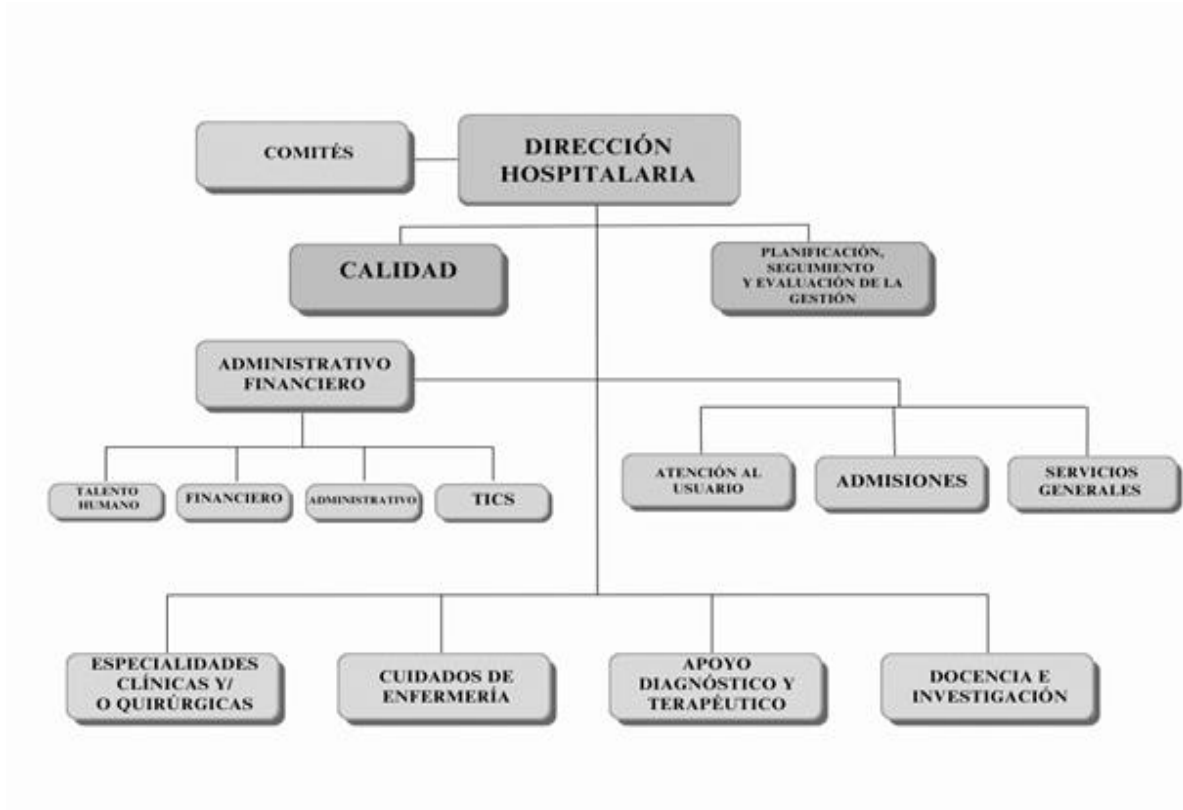 COMITÉS
DIRECCIÓN
HOSPITALARIA
CALIDAD
PLANIFICACIÓN,
SEGUIMIENTO
Y EVALUACIÓN DE LA
GESTIÓN
ADMINISTRATIVO
FINANCIERO
TALENTO
HUMANO
FINANCIERO
ADMINISTRATIVO
TICS
ATENCIÓN AL
USUARIO
ADMISIONES
SERVICIOS
GENERALES
ESPECIALIDADES
CLÍNICAS Y/
O QUIRÚRGICAS
CUIDADOS DE
ENFERMERÍA
APOYO
DIAGNÓSTICO Y
TERAPÉUTICO
DOCENCIA E
INVESTIGACIÓN